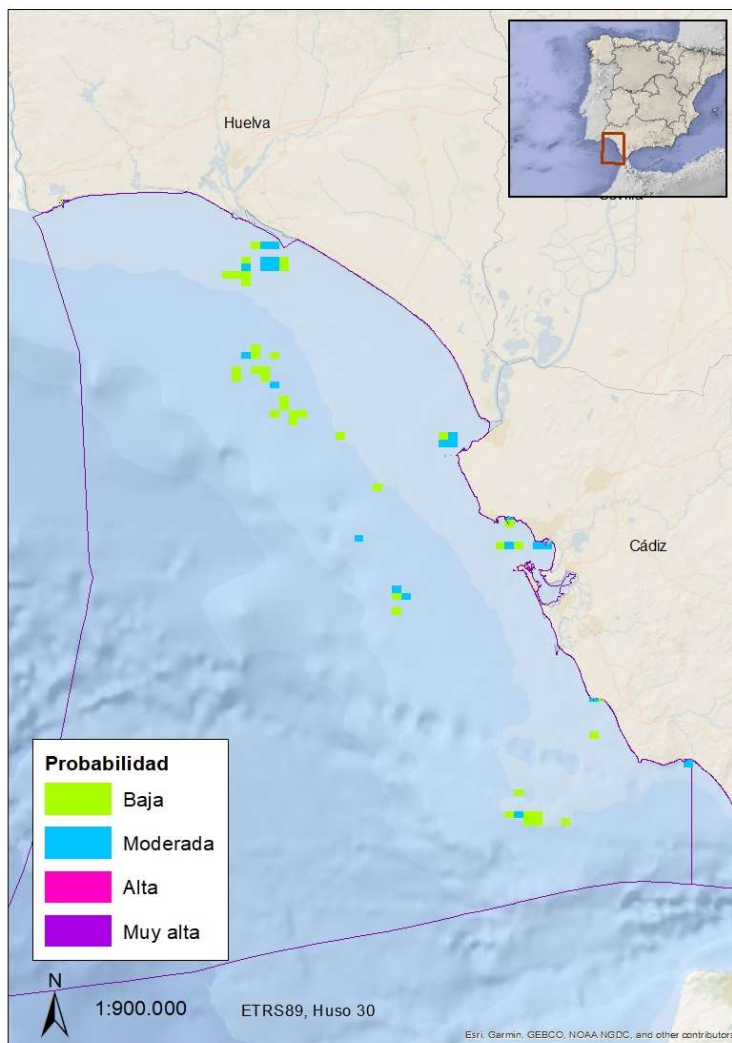 Huelva
Sevilla
Cádiz
Probabilidad
Baja
Moderada
Alta
Muy alta
N
1:900.000
ETRS89, Huso 30
Esri, Garmin, GEBCO, NOAA NGDC, and other contributors